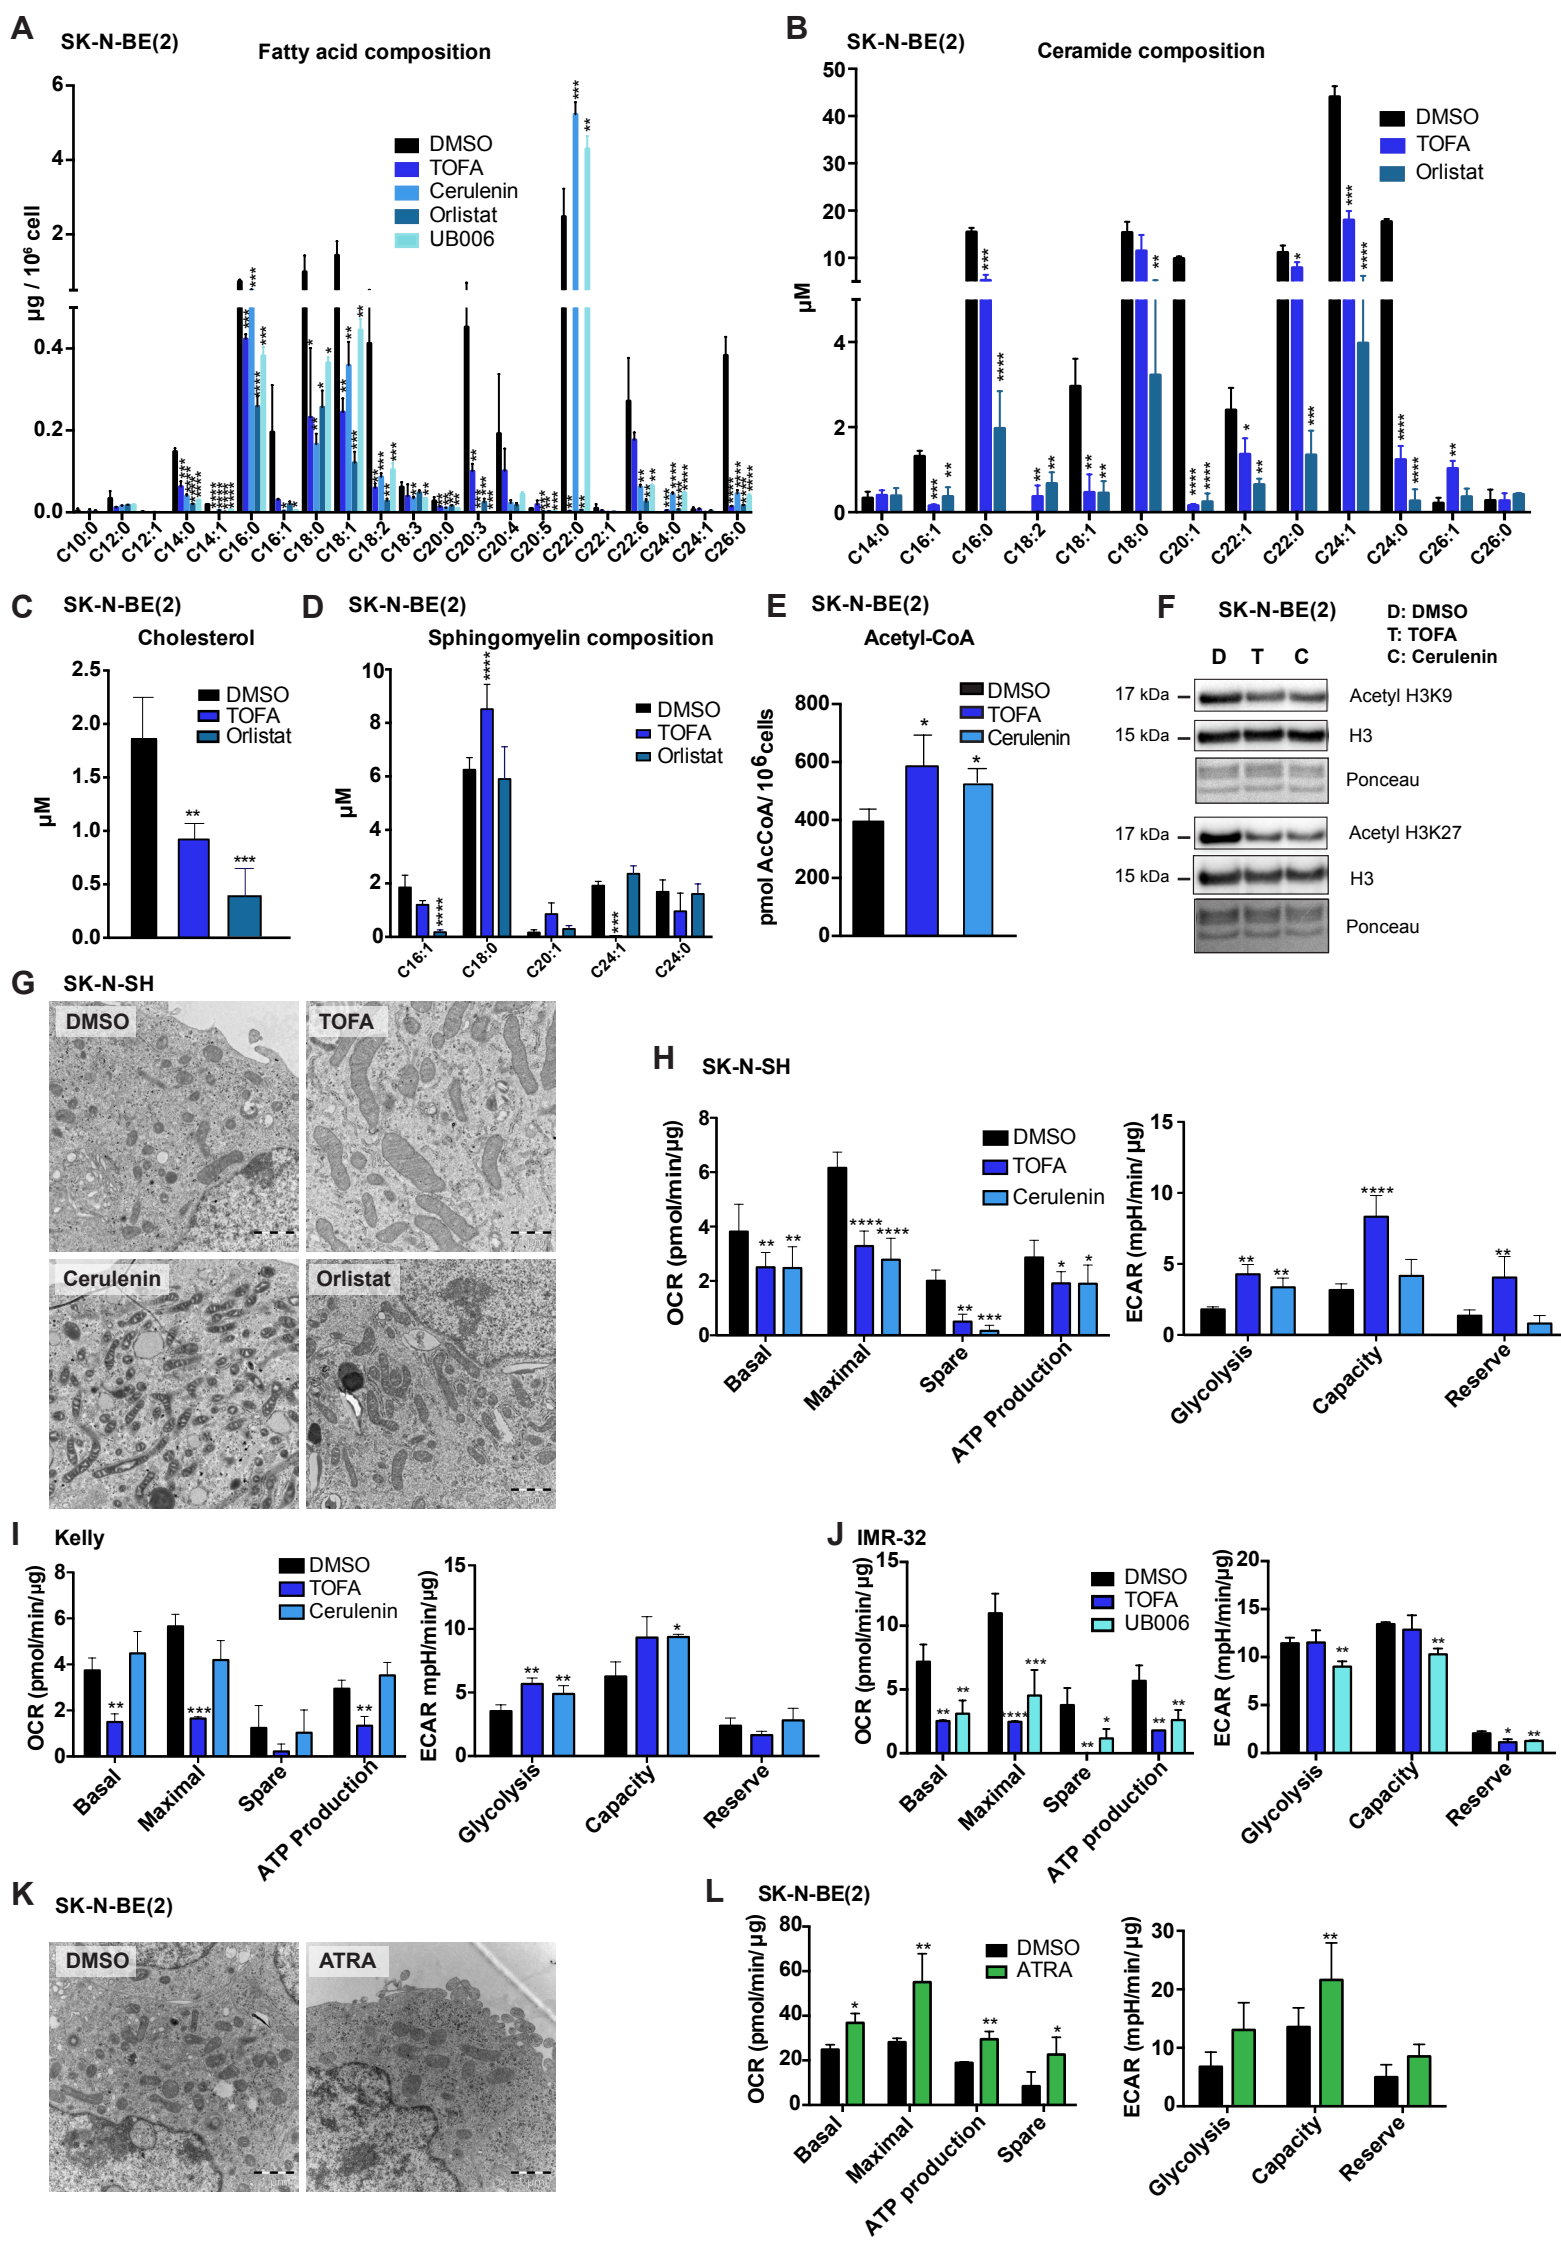 A
SK-N-BE(2)
Fatty acid composition
µg / 10⁶ cell
6
4
2
0.4
0.2
0.0
DMSO
TOFA
Cerulenin
Orlistat
UB006
C10:0
C12:0
C12:1
C14:0
C14:1
C16:0
C16:1
C18:0
C18:1
C18:2
C18:3
C20:0
C20:3
C20:4
C20:5
C22:0
C22:1
C22:6
C24:0
C24:1
C26:0
B
SK-N-BE(2)
Ceramide composition
µM
50
40
30
20
10
4
2
0
DMSO
TOFA
Orlistat
C14:0
C16:1
C16:0
C18:2
C18:1
C18:0
C20:1
C22:1
C22:0
C24:1
C24:0
C26:1
C26:0
C
SK-N-BE(2)
Cholesterol
µM
2.5
2.0
1.5
1.0
0.5
0.0
DMSO
TOFA
Orlistat
**
***
D
SK-N-BE(2)
Sphingomyelin composition
µM
10
8
6
4
2
0
DMSO
TOFA
Orlistat
****
****
***
C16:1
C18:0
C20:1
C24:1
C24:0
E
SK-N-BE(2)
Acetyl-CoA
pmol AcCoA/ 10⁶cells
800
600
400
200
0
DMSO
TOFA
Cerulenin
*
*
F
SK-N-BE(2)
D: DMSO
T: TOFA
C: Cerulenin
D T C
17 kDa
Acetyl H3K9
15 kDa
H3
Ponceau
17 kDa
Acetyl H3K27
15 kDa
H3
Ponceau
G
SK-N-SH
DMSO
TOFA
Cerulenin
Orlistat
H
SK-N-SH
OCR (pmol/min/µg)
8
6
4
2
0
DMSO
TOFA
Cerulenin
** **
**** ****
** ***
* *
Basal
Maximal
Spare
ATP Production
ECAR (mpH/min/ µg)
15
10
5
0
** **
****
**
Glycolysis
Capacity
Reserve
I
Kelly
OCR (pmol/min/µg)
8
6
4
2
0
DMSO
TOFA
Cerulenin
**
***
**
Basal
Maximal
Spare
ATP Production
ECAR mpH/min/µg)
15
10
5
0
** **
*
Glycolysis
Capacity
Reserve
J
IMR-32
OCR (pmol/min/ µg)
15
10
5
0
DMSO
TOFA
UB006
** **
**** ***
** *
** **
Basal
Maximal
Spare
ATP production
ECAR (mpH/min/µg)
20
15
10
5
0
**
**
* **
Glycolysis
Capacity
Reserve
K
SK-N-BE(2)
DMSO
ATRA
L
SK-N-BE(2)
OCR (pmol/min/ µg)
80
60
40
20
0
DMSO
ATRA
*
**
**
*
Basal
Maximal
ATP production
Spare
ECAR (mpH/min/ µg)
30
20
10
0
**
Glycolysis
Capacity
Reserve